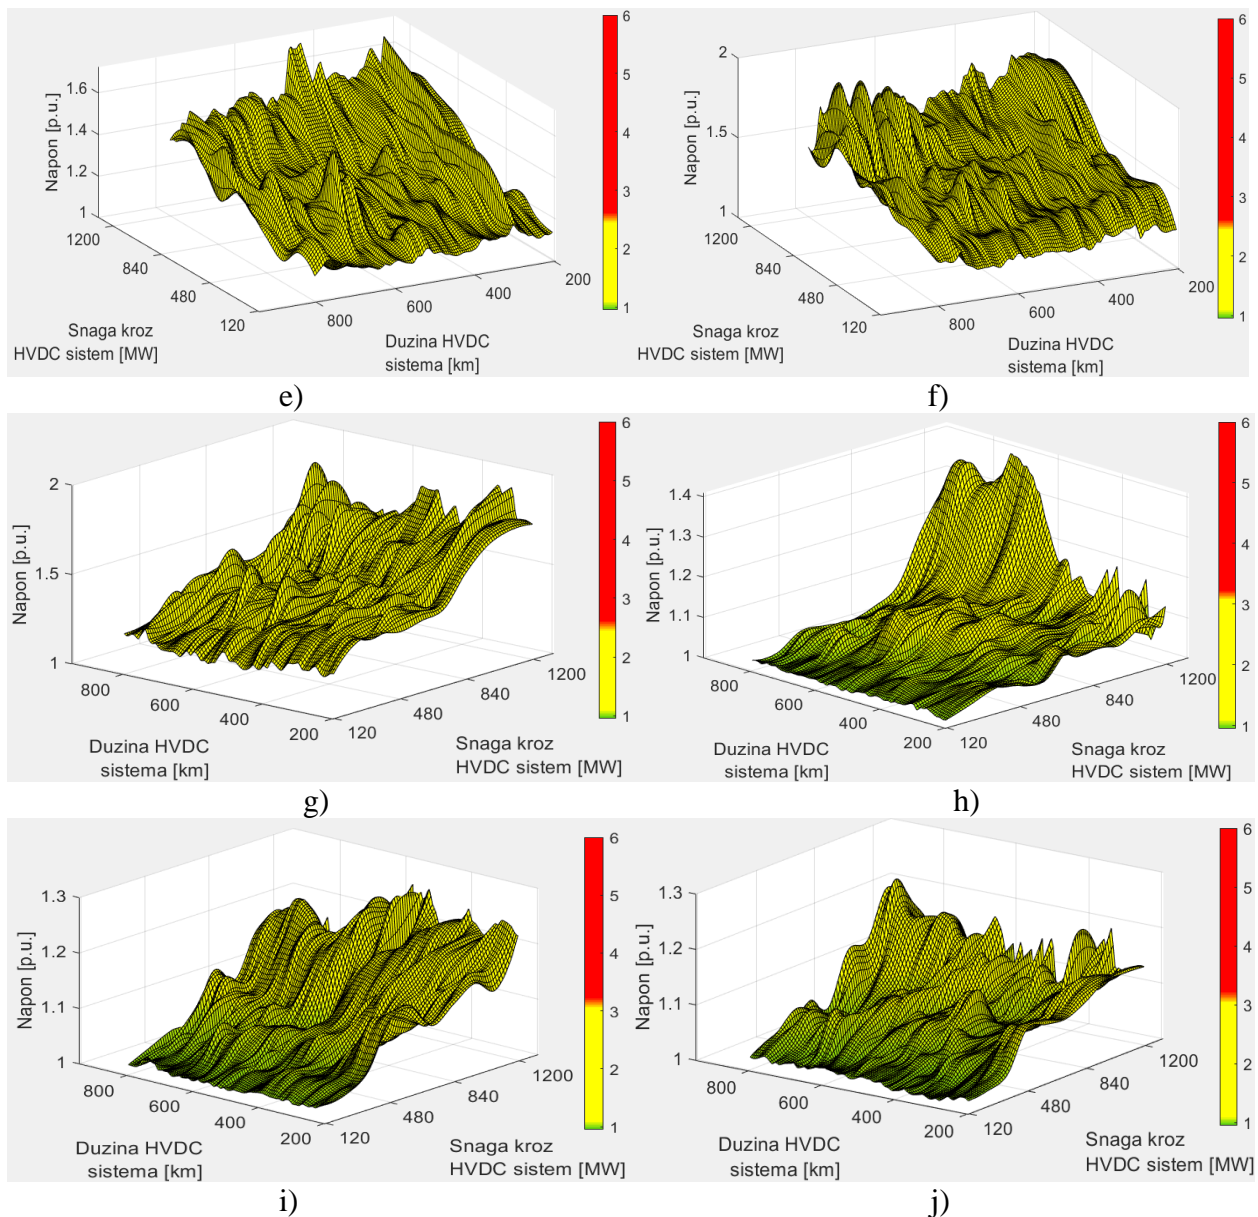 6
5
4
3
2
1
1.6
1.4
1.2
1
Napon [p.u.]
1200
840
480
120
Snaga kroz
HVDC sistem [MW]
800
600
400
200
Duzina HVDC
sistema [km]
e)
6
5
4
3
2
1
2
1.5
1
Napon [p.u.]
1200
840
480
120
Snaga kroz
HVDC sistem [MW]
800
600
400
200
Duzina HVDC
sistema [km]
f)
6
5
4
3
2
1
2
1.5
1
Napon [p.u.]
800
600
400
200
Duzina HVDC
sistema [km]
120
480
840
1200
Snaga kroz
HVDC sistem [MW]
g)
6
5
4
3
2
1
1.4
1.3
1.2
1.1
1
Napon [p.u.]
800
600
400
200
Duzina HVDC
sistema [km]
120
480
840
1200
Snaga kroz
HVDC sistem [MW]
h)
6
5
4
3
2
1
1.3
1.2
1.1
1
Napon [p.u.]
800
600
400
200
Duzina HVDC
sistema [km]
120
480
840
1200
Snaga kroz
HVDC sistem [MW]
i)
6
5
4
3
2
1
1.3
1.2
1.1
1
Napon [p.u.]
800
600
400
200
Duzina HVDC
sistema [km]
120
480
840
1200
Snaga kroz
HVDC sistem [MW]
j)